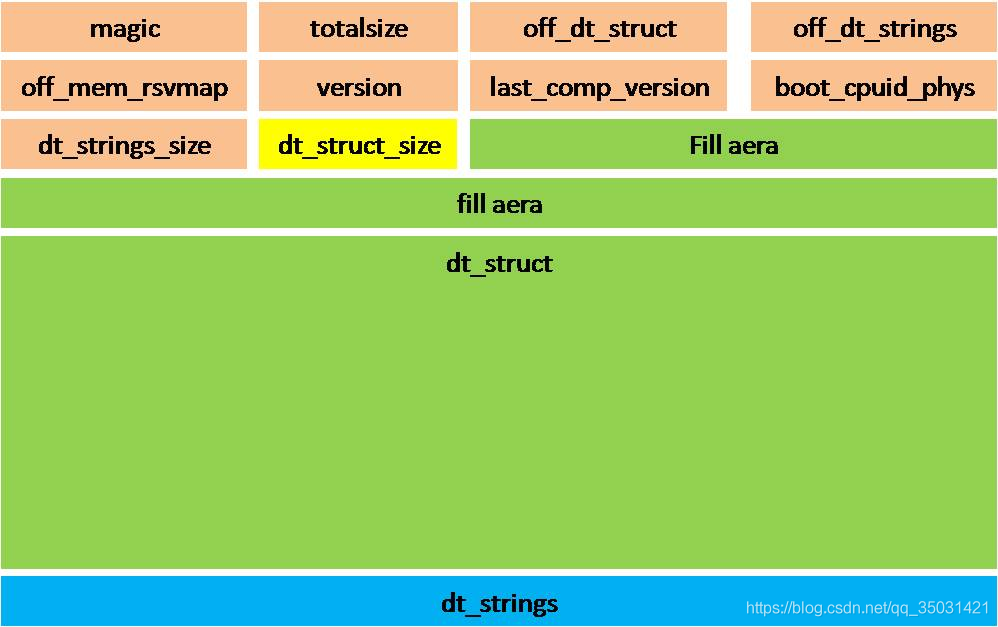 magic totalsize off_dt_struct off_dt_strings
off_mem_rsvmap version last_comp_version boot_cpuid_phys
dt_strings_size dt_struct_size Fill aera
fill aera
dt_struct
dt_strings
https://blog.csdn.net/qq_35031421